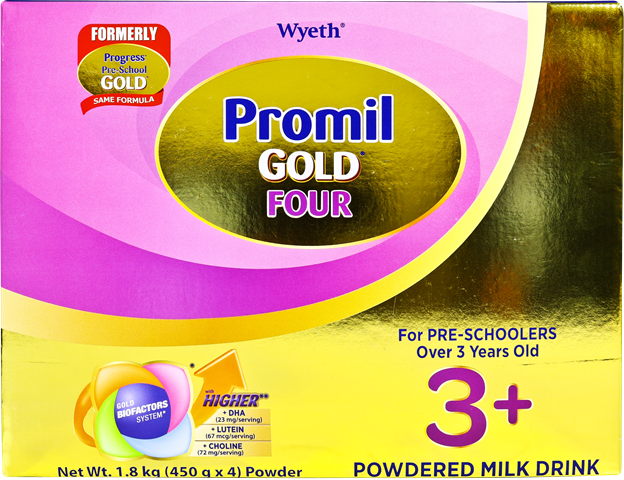 FORMERLY
Progress®
Pre-School
GOLD®
SAME FORMULA
Wyeth®
Promil
GOLD®
FOUR
For PRE-SCHOOLERS
Over 3 Years Old
3+
POWDERED MILK DRINK
GOLD
BIOFACTORS
SYSTEM*
*
with
HIGHER**
+ DHA
(23 mg/serving)
+ LUTEIN
(67 mcg/serving)
+ CHOLINE
(72 mg/serving)
Net Wt. 1.8 kg (450 g x 4) Powder